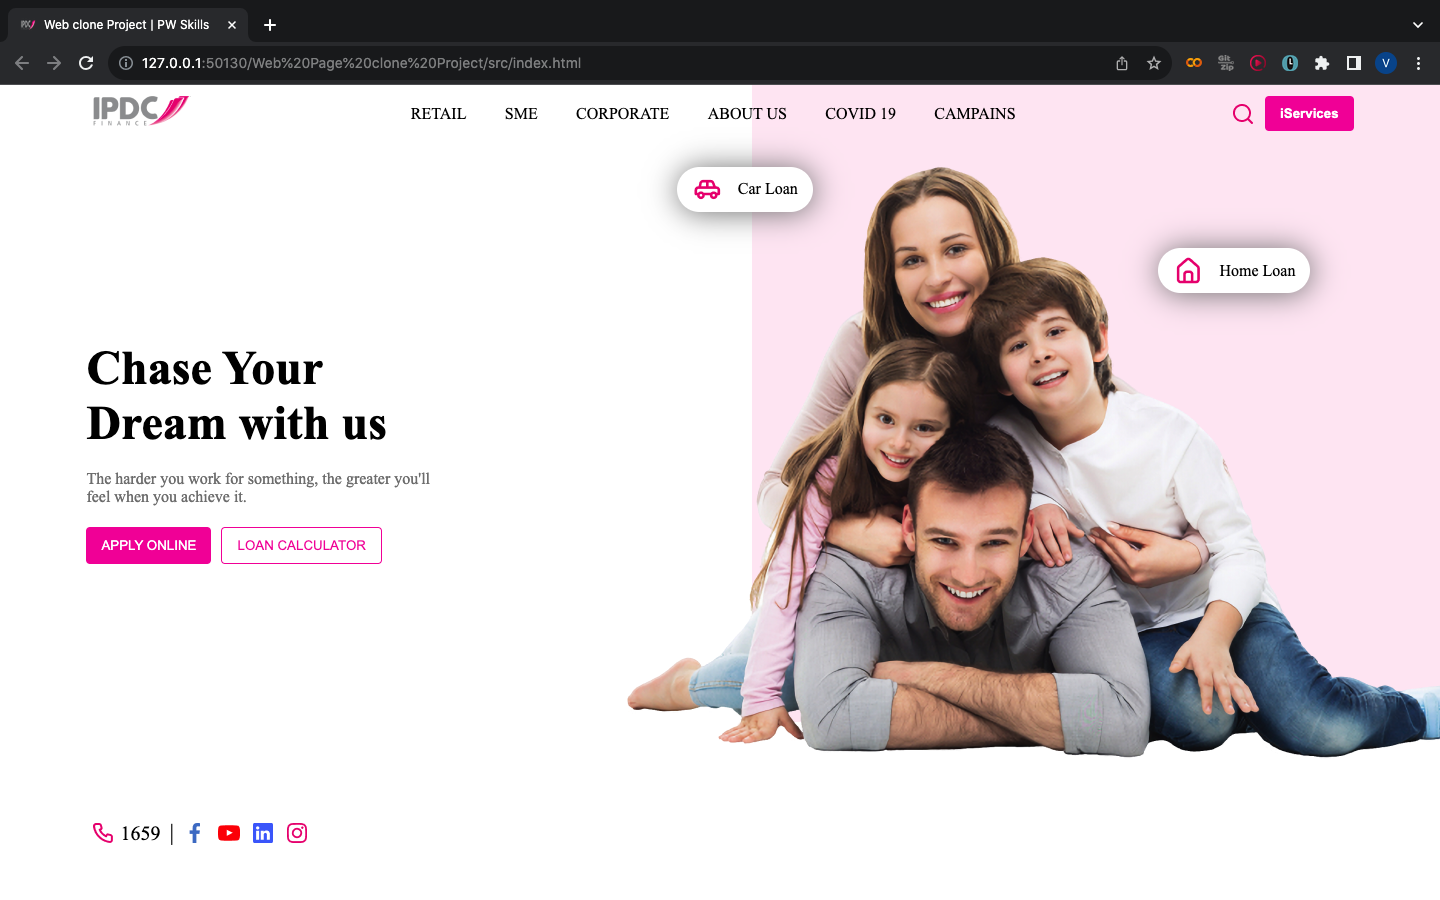 Web clone Project | PW Skills
127.0.0.1:50130/Web%20Page%20clone%20Project/src/index.html
Git
Zip
V
IPDC
FINANCE
RETAIL SME CORPORATE ABOUT US COVID 19 CAMPAINS
iServices
Car Loan
Home Loan
Chase Your
Dream with us
The harder you work for something, the greater you'll
feel when you achieve it.
APPLY ONLINE LOAN CALCULATOR
1659 |